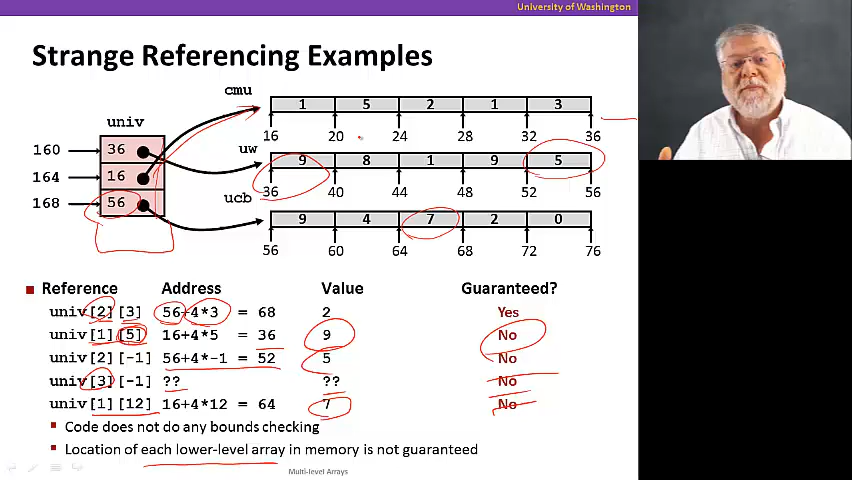 University of Washington
Strange Referencing Examples
cmu
1 5 2 1 3
16 20 24 28 32 36
univ
160 36
164 16
168 56
uw
9 8 1 9 5
36 40 44 48 52 56
ucb
9 4 7 2 0
56 60 64 68 72 76
Reference Address Value Guaranteed?
univ[2][3] 56+4*3 = 68 2 Yes
univ[1][5] 16+4*5 = 36 9 No
univ[2][-1] 56+4*-1 = 52 5 No
univ[3][-1] ?? ?? No
univ[1][12] 16+4*12 = 64 7 No
Code does not do any bounds checking
Location of each lower-level array in memory is not guaranteed
Multi-level Arrays